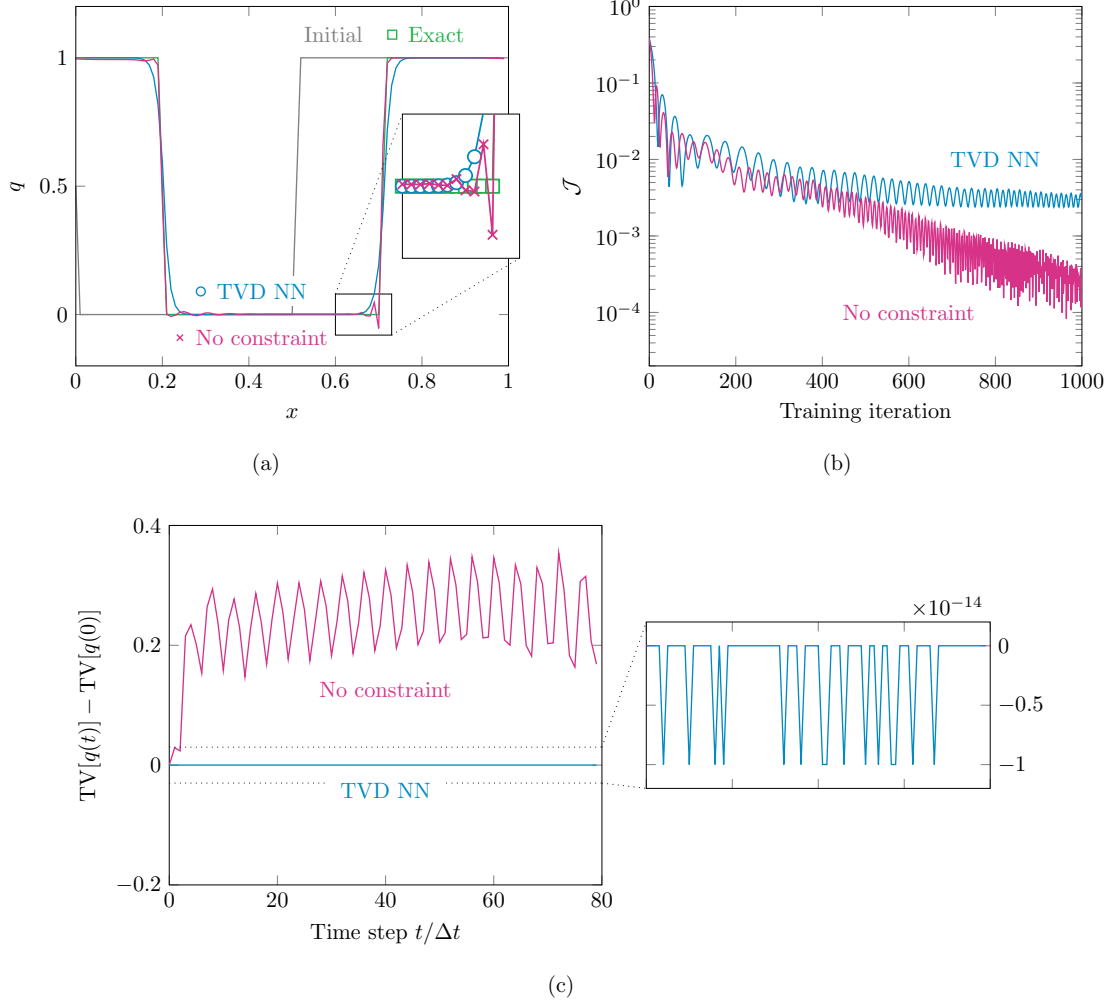 Initial
Exact
1
0.5
0
q
TVD NN
No constraint
0 0.2 0.4 0.6 0.8 1
x
(a)
10^0
10^{-1}
10^{-2}
10^{-3}
10^{-4}
𝒥
TVD NN
No constraint
0 200 400 600 800 1000
Training iteration
(b)
0.4
0.2
0
−0.2
TV[q(t)] − TV[q(0)]
No constraint
TVD NN
0 20 40 60 80
Time step t/Δt
×10^{-14}
0
−0.5
−1
(c)